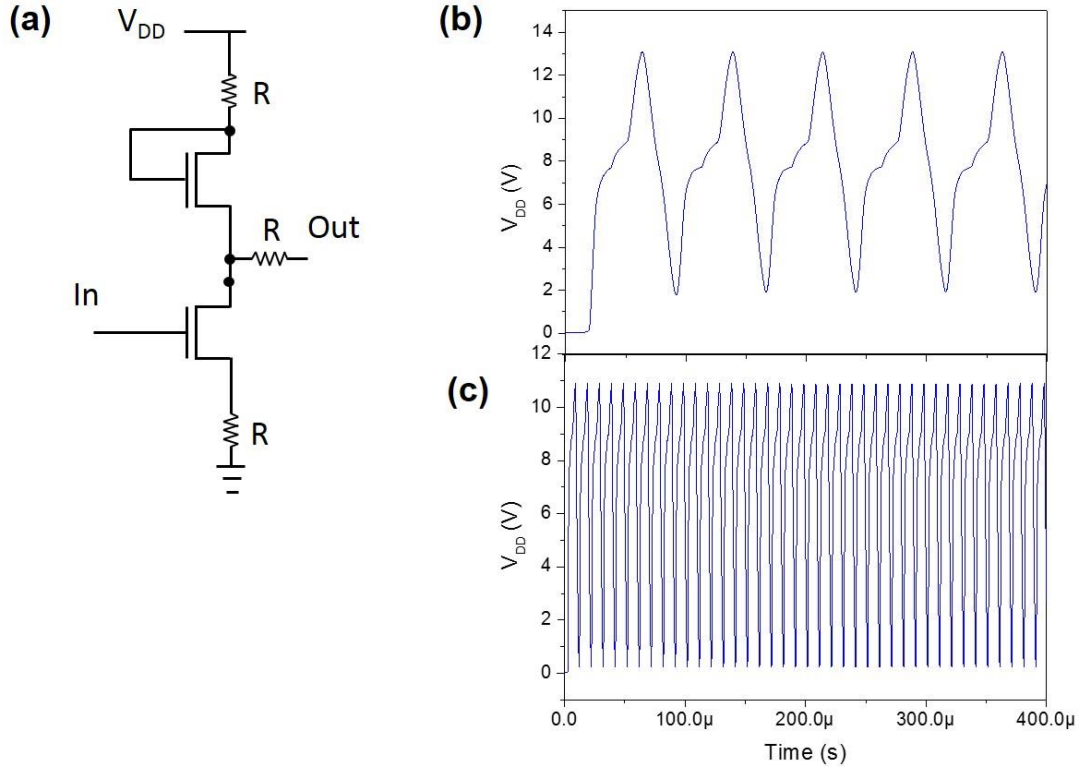 (a)
V_DD
R
R
Out
In
R
(b)
14
12
10
8
6
4
2
0
V_DD (V)
(c)
12
10
8
6
4
2
0
V_DD (V)
0.0
100.0μ
200.0μ
300.0μ
400.0μ
Time (s)